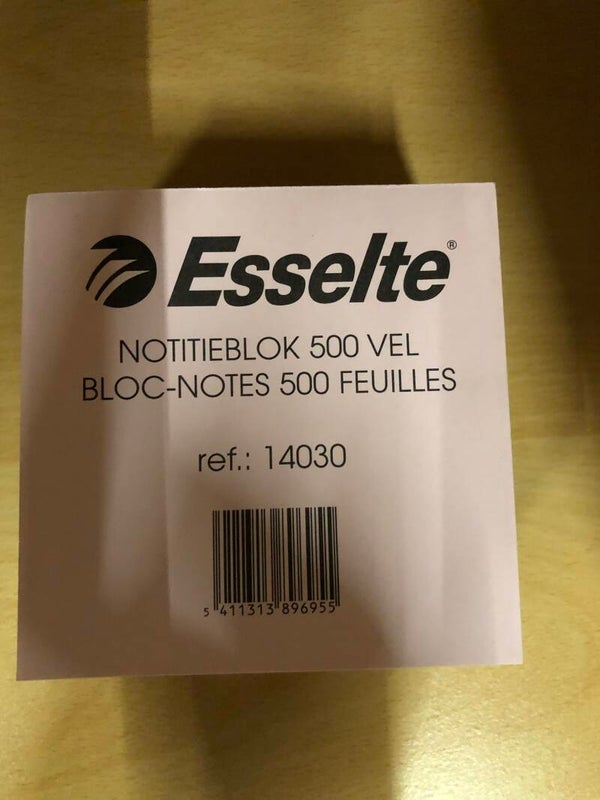 Esselte®
NOTITIEBLOK 500 VEL
BLOC-NOTES 500 FEUILLES
ref.: 14030
5 411313 896955